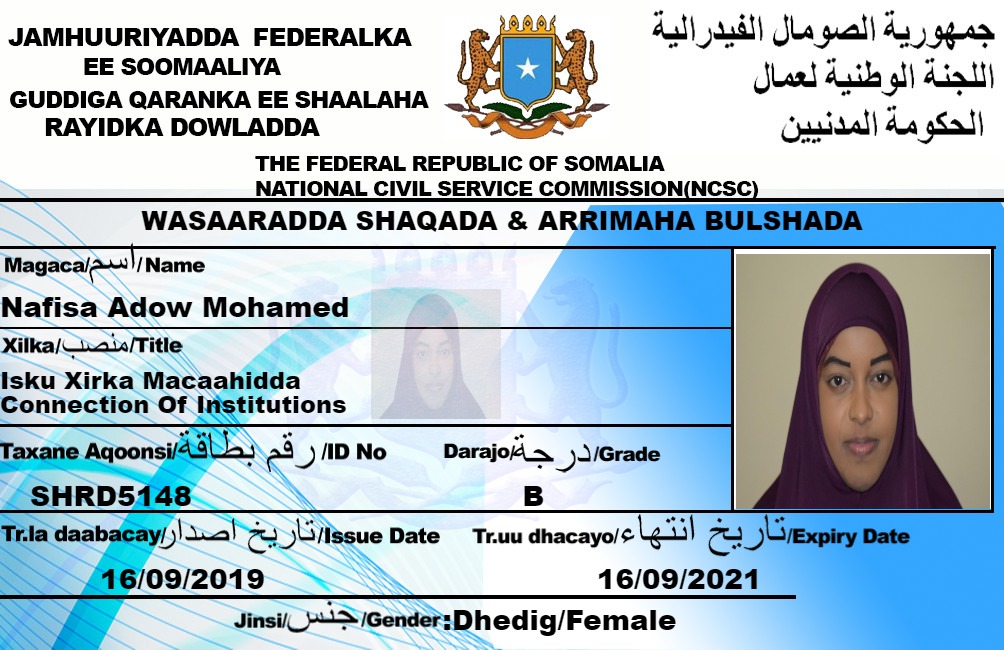 JAMHUURIYADDA FEDERALKA
EE SOOMAALIYA
GUDDIGA QARANKA EE SHAALAHA
RAYIDKA DOWLADDA
جمهورية الصومال الفيدرالية
اللجنة الوطنية لعمال
الحكومة المدنيين
THE FEDERAL REPUBLIC OF SOMALIA
NATIONAL CIVIL SERVICE COMMISSION(NCSC)
WASAARADDA SHAQADA & ARRIMAHA BULSHADA
Magaca/اسم/Name
Nafisa Adow Mohamed
Xilka/منصب/Title
Isku Xirka Macaahidda
Connection Of Institutions
Taxane Aqoonsi/رقم بطاقة/ID No
Darajo/درجة/Grade
SHRD5148
B
Tr.la daabacay/تاريخ اصدار/Issue Date
Tr.uu dhacayo/تاريخ انتهاء/Expiry Date
16/09/2019
16/09/2021
Jinsi/جنس/Gender:Dhedig/Female